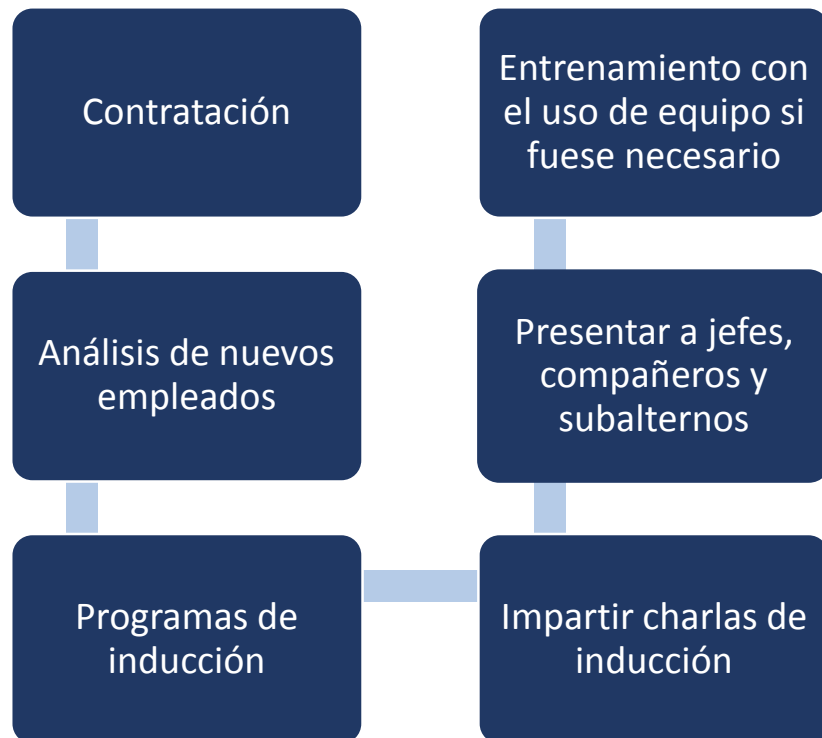 Contratación
Análisis de nuevos
empleados
Programas de
inducción
Impartir charlas de
inducción
Presentar a jefes,
compañeros y
subalternos
Entrenamiento con
el uso de equipo si
fuese necesario